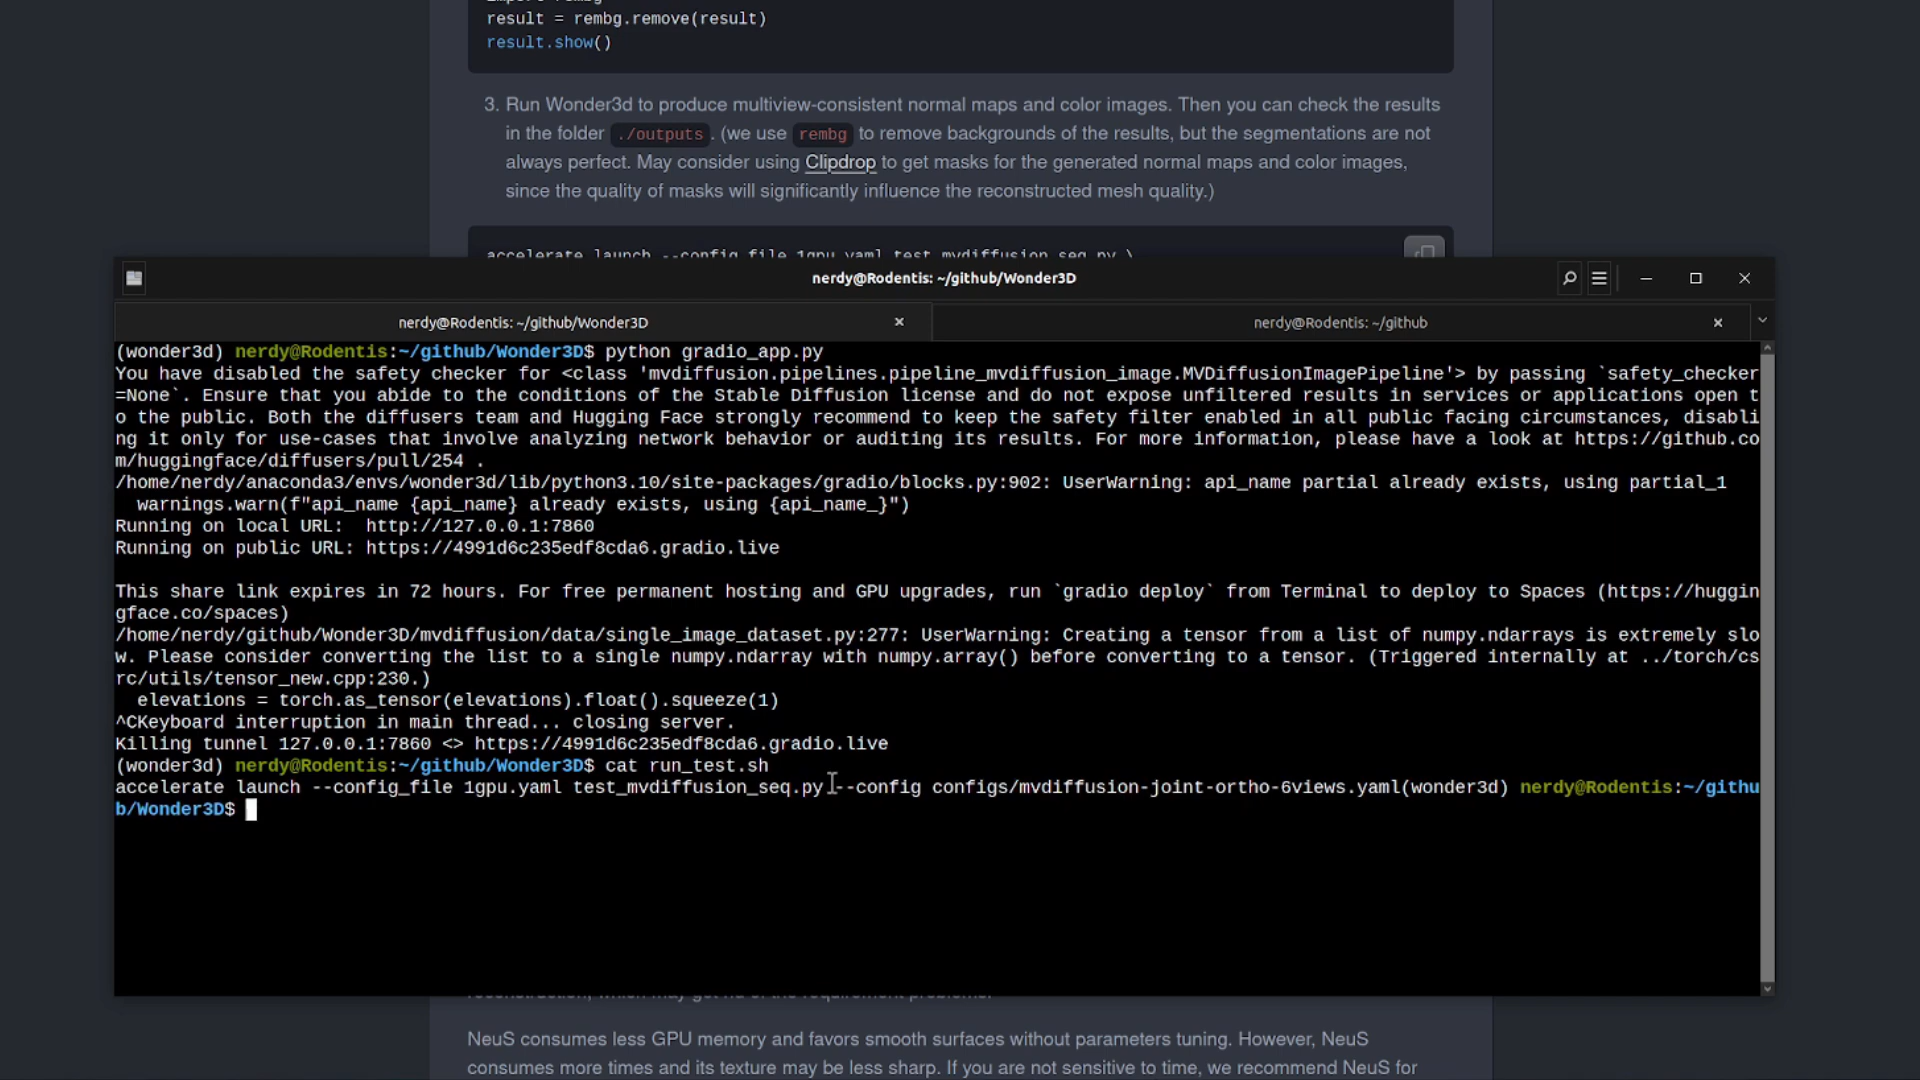 result = rembg.remove(result)
result.show()
3. Run Wonder3d to produce multiview-consistent normal maps and color images. Then you can check the results
in the folder ./outputs . (we use rembg to remove backgrounds of the results, but the segmentations are not
always perfect. May consider using Clipdrop to get masks for the generated normal maps and color images,
since the quality of masks will significantly influence the reconstructed mesh quality.)
accelerate launch --config_file 1gpu.yaml test_mvdiffusion_seq.py \
nerdy@Rodentis: ~/github/Wonder3D
nerdy@Rodentis: ~/github/Wonder3D
nerdy@Rodentis: ~/github
(wonder3d) nerdy@Rodentis:~/github/Wonder3D$ python gradio_app.py
You have disabled the safety checker for <class 'mvdiffusion.pipelines.pipeline_mvdiffusion_image.MVDiffusionImagePipeline'> by passing `safety_checker
=None`. Ensure that you abide to the conditions of the Stable Diffusion license and do not expose unfiltered results in services or applications open t
o the public. Both the diffusers team and Hugging Face strongly recommend to keep the safety filter enabled in all public facing circumstances, disabli
ng it only for use-cases that involve analyzing network behavior or auditing its results. For more information, please have a look at https://github.co
m/huggingface/diffusers/pull/254 .
/home/nerdy/anaconda3/envs/wonder3d/lib/python3.10/site-packages/gradio/blocks.py:902: UserWarning: api_name partial already exists, using partial_1
warnings.warn(f"api_name {api_name} already exists, using {api_name_}")
Running on local URL:  http://127.0.0.1:7860
Running on public URL: https://4991d6c235edf8cda6.gradio.live
This share link expires in 72 hours. For free permanent hosting and GPU upgrades, run `gradio deploy` from Terminal to deploy to Spaces (https://huggin
gface.co/spaces)
/home/nerdy/github/Wonder3D/mvdiffusion/data/single_image_dataset.py:277: UserWarning: Creating a tensor from a list of numpy.ndarrays is extremely slo
w. Please consider converting the list to a single numpy.ndarray with numpy.array() before converting to a tensor. (Triggered internally at ../torch/cs
rc/utils/tensor_new.cpp:230.)
elevations = torch.as_tensor(elevations).float().squeeze(1)
^CKeyboard interruption in main thread... closing server.
Killing tunnel 127.0.0.1:7860 <> https://4991d6c235edf8cda6.gradio.live
(wonder3d) nerdy@Rodentis:~/github/Wonder3D$ cat run_test.sh
accelerate launch --config_file 1gpu.yaml test_mvdiffusion_seq.py --config configs/mvdiffusion-joint-ortho-6views.yaml(wonder3d) nerdy@Rodentis:~/githu
b/Wonder3D$
NeuS consumes less GPU memory and favors smooth surfaces without parameters tuning. However, NeuS
consumes more times and its texture may be less sharp. If you are not sensitive to time, we recommend NeuS for